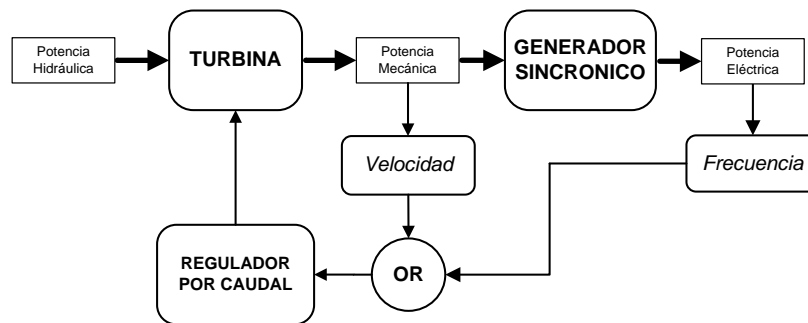 Potencia
Hidráulica
TURBINA
Potencia
Mecánica
GENERADOR
SINCRONICO
Potencia
Eléctrica
Velocidad
Frecuencia
REGULADOR
POR CAUDAL
OR